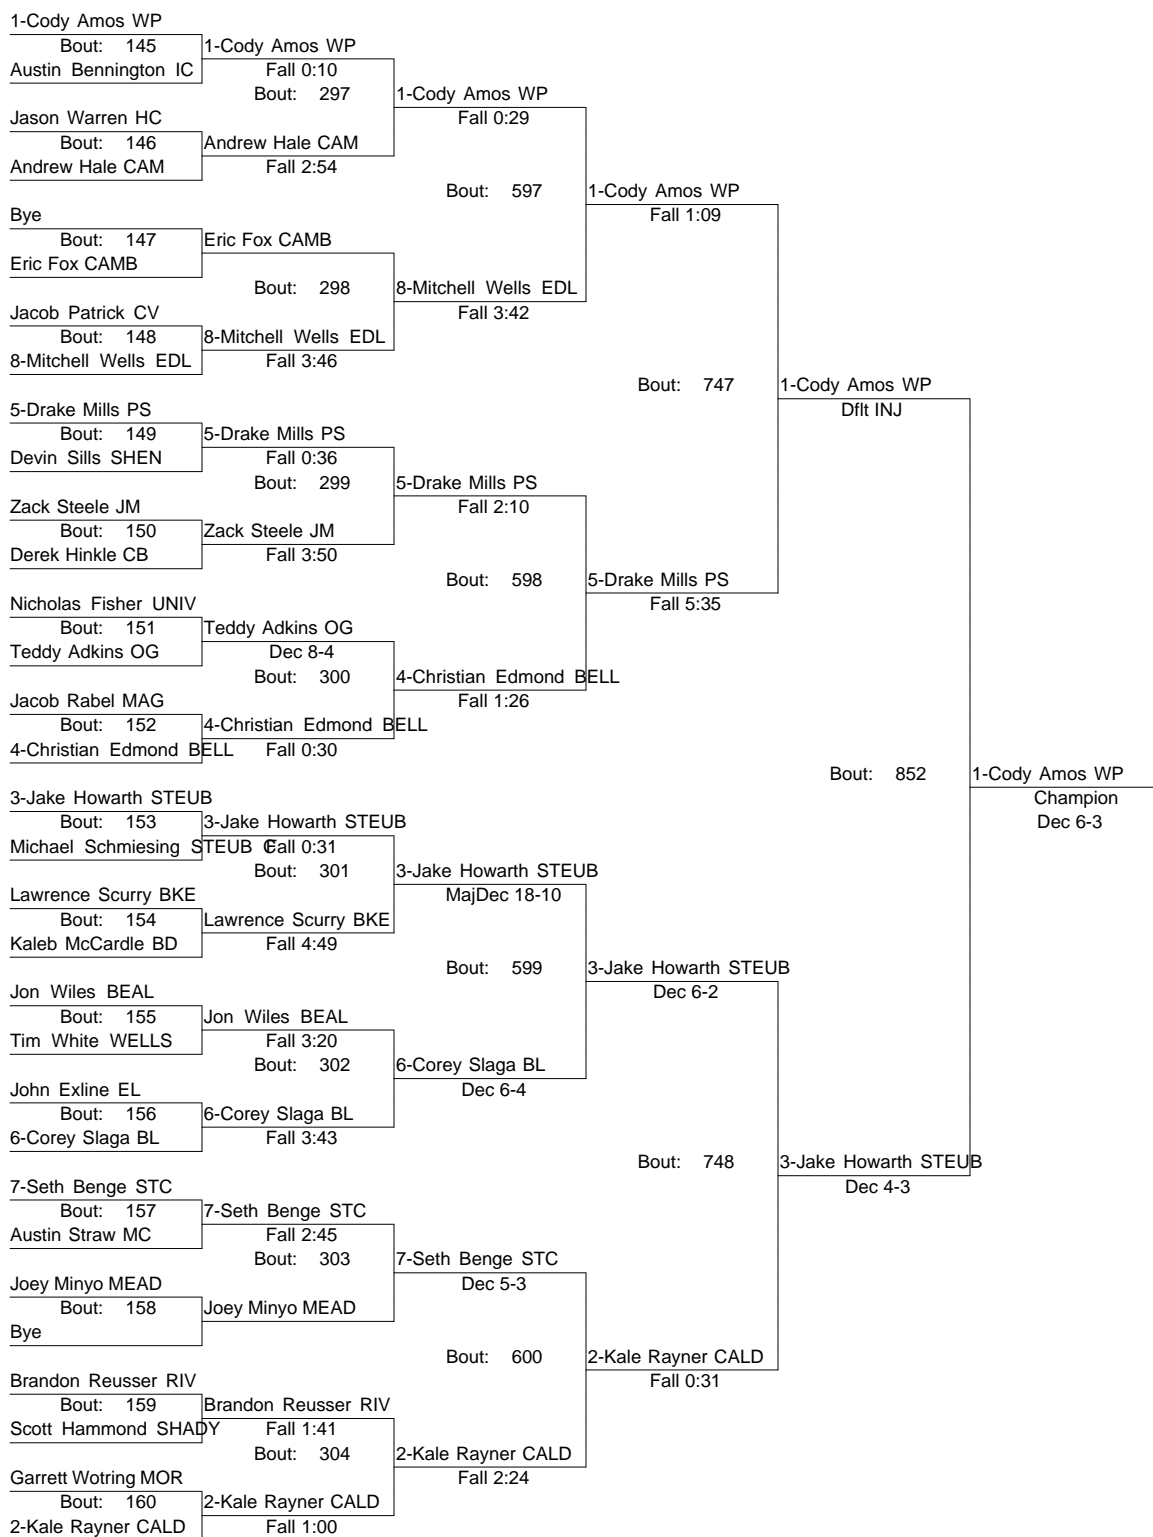 1-Cody Amos WP
Bout: 145 1-Cody Amos WP
Austin Bennington IC Fall 0:10
Bout: 297 1-Cody Amos WP
Jason Warren HC Fall 0:29
Bout: 146 Andrew Hale CAM
Andrew Hale CAM Fall 2:54
Bout: 597 1-Cody Amos WP
Bye Fall 1:09
Bout: 147 Eric Fox CAMB
Eric Fox CAMB
Bout: 298 8-Mitchell Wells EDL
Jacob Patrick CV Fall 3:42
Bout: 148 8-Mitchell Wells EDL
8-Mitchell Wells EDL Fall 3:46
Bout: 747 1-Cody Amos WP
5-Drake Mills PS Dflt INJ
Bout: 149 5-Drake Mills PS
Devin Sills SHEN Fall 0:36
Bout: 299 5-Drake Mills PS
Zack Steele JM Fall 2:10
Bout: 150 Zack Steele JM
Derek Hinkle CB Fall 3:50
Bout: 598 5-Drake Mills PS
Nicholas Fisher UNIV Fall 5:35
Bout: 151 Teddy Adkins OG
Teddy Adkins OG Dec 8-4
Bout: 300 4-Christian Edmond BELL
Jacob Rabel MAG Fall 1:26
Bout: 152 4-Christian Edmond BELL
4-Christian Edmond BELL Fall 0:30
Bout: 852 1-Cody Amos WP
3-Jake Howarth STEUB Champion
Bout: 153 3-Jake Howarth STEUB Dec 6-3
Michael Schmiesing STEUB Fall 0:31
Bout: 301 3-Jake Howarth STEUB
Lawrence Scurry BKE MajDec 18-10
Bout: 154 Lawrence Scurry BKE
Kaleb McCardle BD Fall 4:49
Bout: 599 3-Jake Howarth STEUB
Jon Wiles BEAL Dec 6-2
Bout: 155 Jon Wiles BEAL
Tim White WELLS Fall 3:20
Bout: 302 6-Corey Slaga BL
John Exline EL Dec 6-4
Bout: 156 6-Corey Slaga BL
6-Corey Slaga BL Fall 3:43
Bout: 748 3-Jake Howarth STEUB
7-Seth Benge STC Dec 4-3
Bout: 157 7-Seth Benge STC
Austin Straw MC Fall 2:45
Bout: 303 7-Seth Benge STC
Joey Minyo MEAD Dec 5-3
Bout: 158 Joey Minyo MEAD
Bye
Bout: 600 2-Kale Rayner CALD
Brandon Reusser RIV Fall 0:31
Bout: 159 Brandon Reusser RIV
Scott Hammond SHADY Fall 1:41
Bout: 304 2-Kale Rayner CALD
Garrett Wotring MOR Fall 2:24
Bout: 160 2-Kale Rayner CALD
2-Kale Rayner CALD Fall 1:00